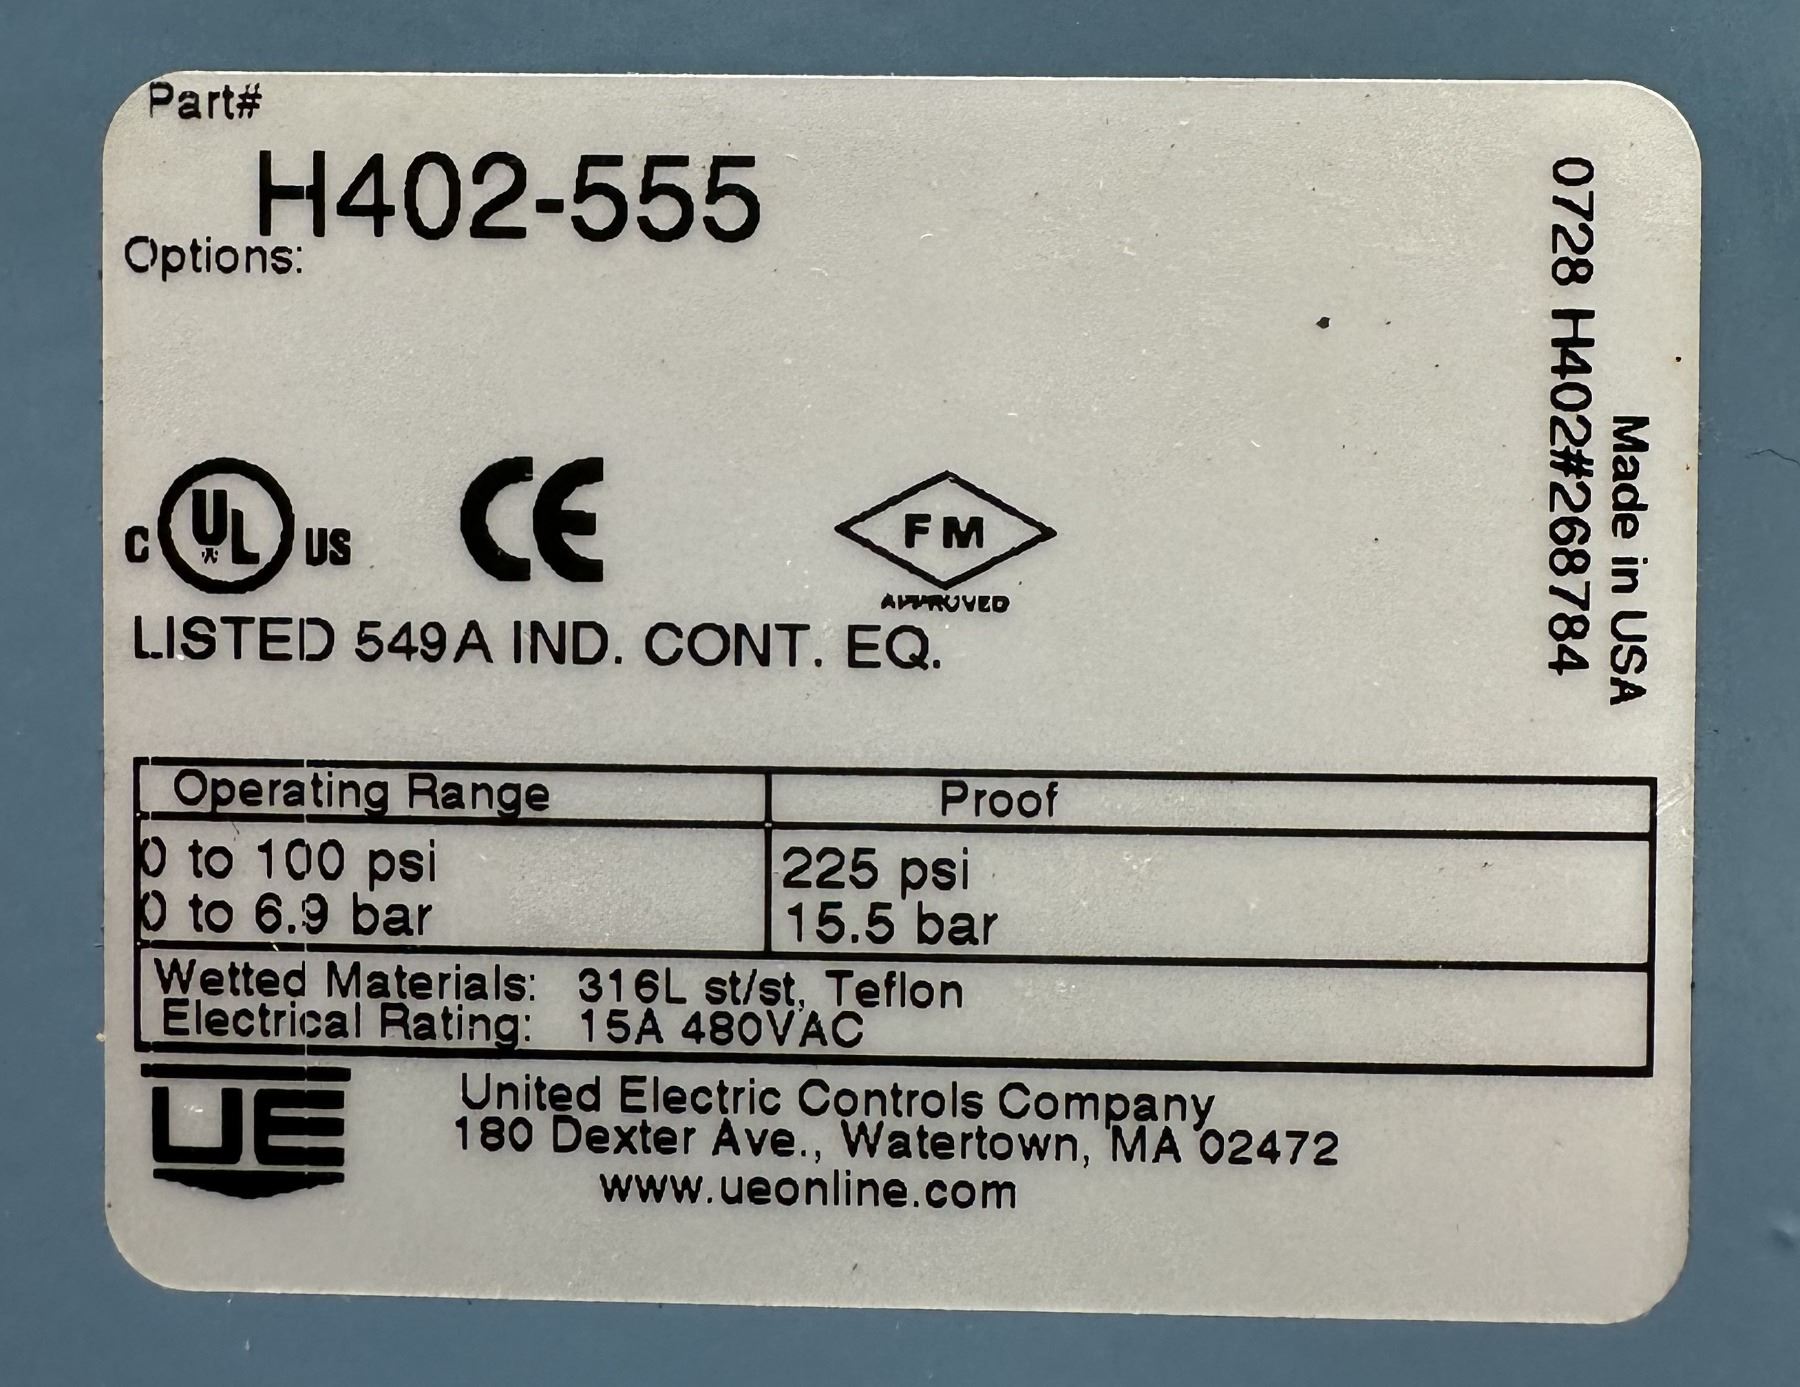 Part#
H402-555
Options:
C UL US
CE
FM
APPROVED
LISTED 549A IND. CONT. EQ.
0728 H402#268784
Made in USA
Operating Range Proof
0 to 100 psi 225 psi
0 to 6.9 bar 15.5 bar
Wetted Materials: 316L st/st, Teflon
Electrical Rating: 15A 480VAC
UE
United Electric Controls Company
180 Dexter Ave., Watertown, MA 02472
www.ueonline.com